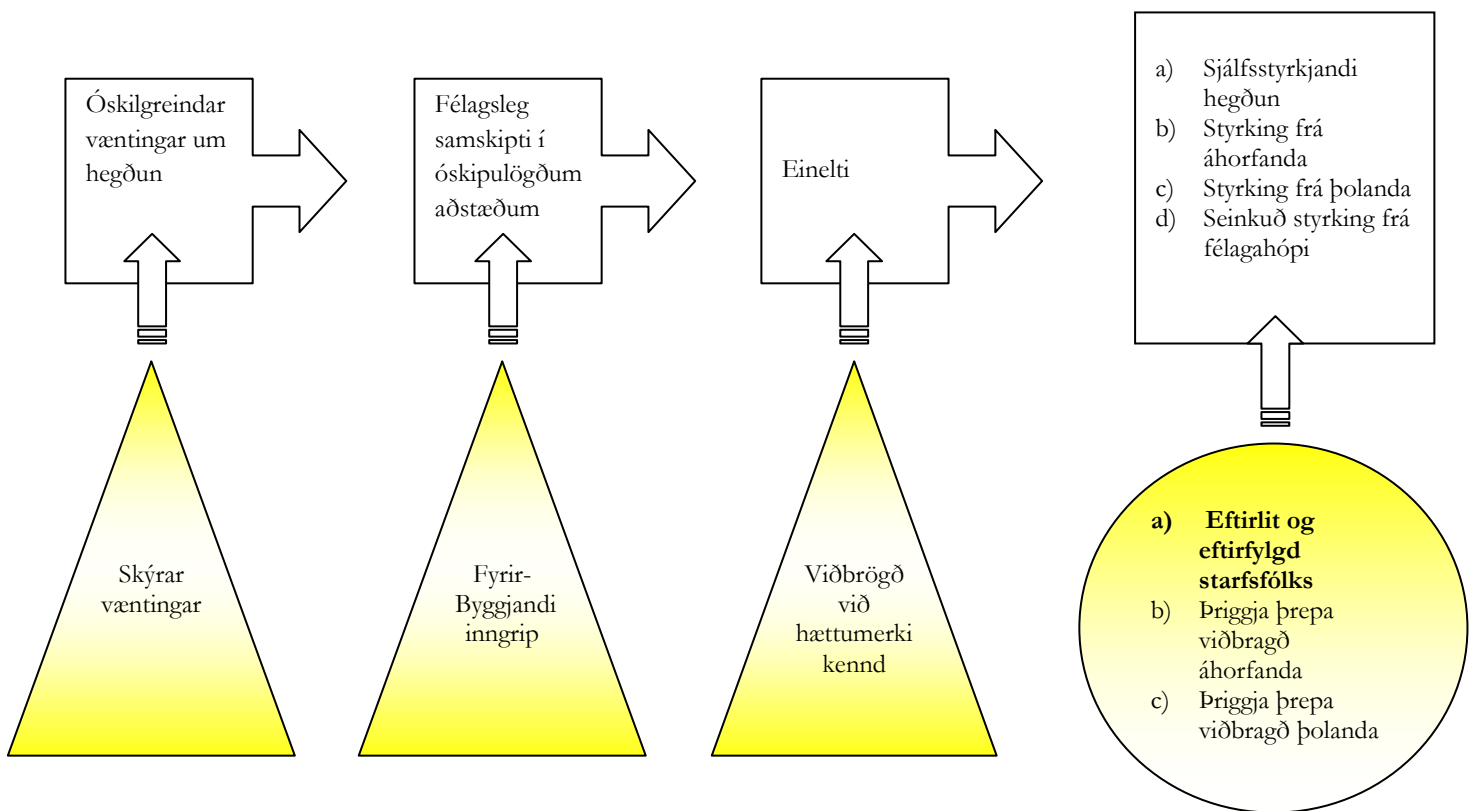 Óskilgreindar
væntingar um
hegðun
Félagsleg
samskipti í
óskipulögðum
aðstæðum
Einelti
a) Sjálfsstyrkjandi
hegðun
b) Styrking frá
áhorfanda
c) Styrking frá þolanda
d) Seinkuð styrking frá
félagahópi
Skýrar
væntingar
Fyrir-
Byggjandi
inngrip
Viðbrögð
við
hættumerki
kennd
a) Eftirlit og
eftirfylgd
starfsfólks
b) Þriggja þrepa
viðbragð
áhorfanda
c) Þriggja þrepa
viðbragð þolanda